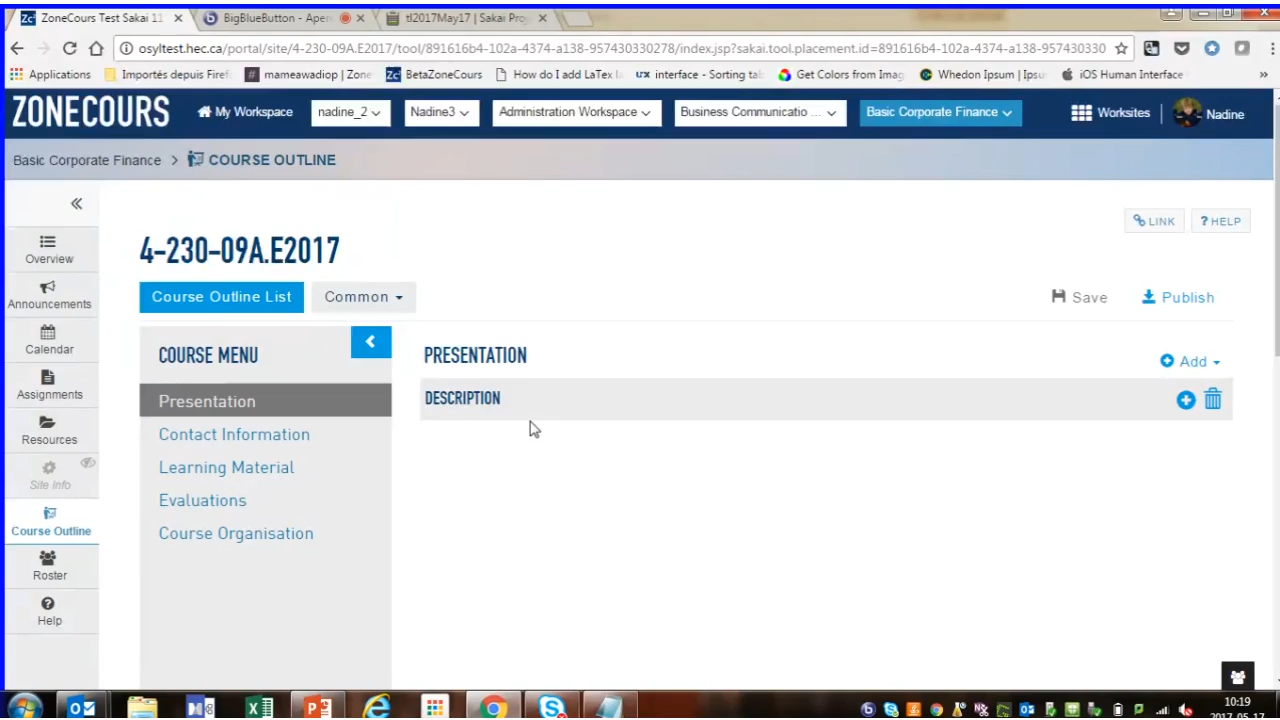 ZoneCours Test Sakai 11
BigBlueButton - Aper
tl2017May17 | Sakai Pro
osyltest.hec.ca/portal/site/4-230-09A.E2017/tool/891616b4-102a-4374-a138-957430330278/index.jsp?sakai.tool.placement.id=891616b4-102a-4374-a138-957430330
Applications
Importés depuis Firef
mameawadiop | Zone
BetaZoneCours
How do I add LaTex
interface - Sorting ta
Get Colors from Imag
Whedon Ipsum | Ipsu
iOS Human Interface
ZONECOURS
My Workspace
nadine_2
Nadine3
Administration Workspace
Business Communicatio ...
Basic Corporate Finance
Worksites
Nadine
Basic Corporate Finance > COURSE OUTLINE
LINK
? HELP
Overview
Announcements
Calendar
Assignments
Resources
Site Info
Course Outline
Roster
Help
4-230-09A.E2017
Course Outline List
Common
Save
Publish
COURSE MENU
Presentation
Contact Information
Learning Material
Evaluations
Course Organisation
PRESENTATION
Add
DESCRIPTION
10:19
2017-05-17